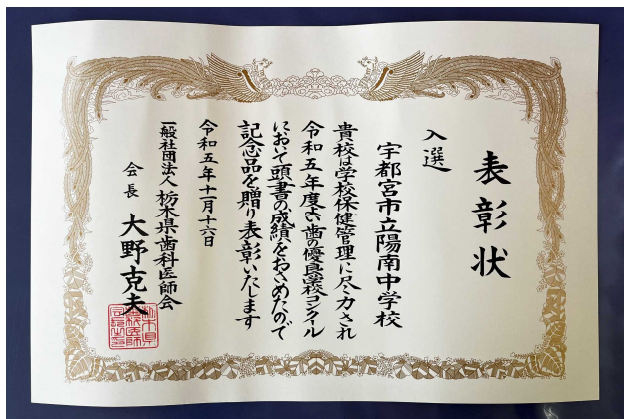 表彰状
入選
宇都宮市立陽南中学校
貴校は学校保健管理に尽力され
令和五年度よい歯の優良学校コンクール
において頭書の成績をおさめたので
記念品を贈り表彰いたします
令和五年十一月十六日
一般社団法人 栃木県歯科医師会
会長 大野克夫